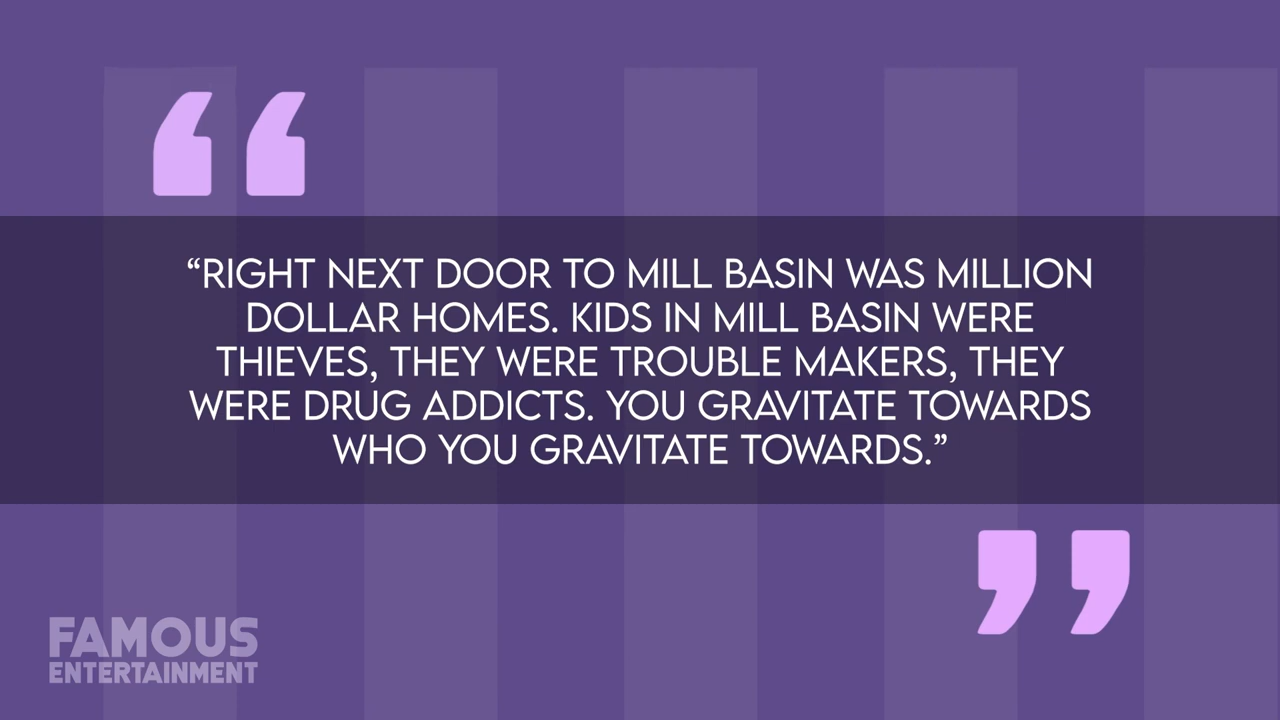 “RIGHT NEXT DOOR TO MILL BASIN WAS MILLION
DOLLAR HOMES. KIDS IN MILL BASIN WERE
THIEVES, THEY WERE TROUBLE MAKERS, THEY
WERE DRUG ADDICTS. YOU GRAVITATE TOWARDS
WHO YOU GRAVITATE TOWARDS.”
FAMOUS
ENTERTAINMENT